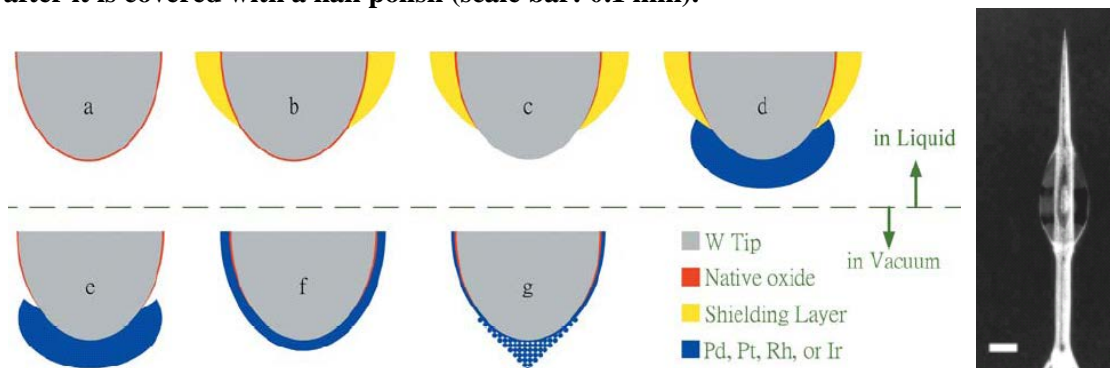 after it is covered with a nail polish (scale bar: 0.1 mm).
a
b
c
d
in Liquid
in Vacuum
e
f
g
W Tip
Native oxide
Shielding Layer
Pd, Pt, Rh, or Ir